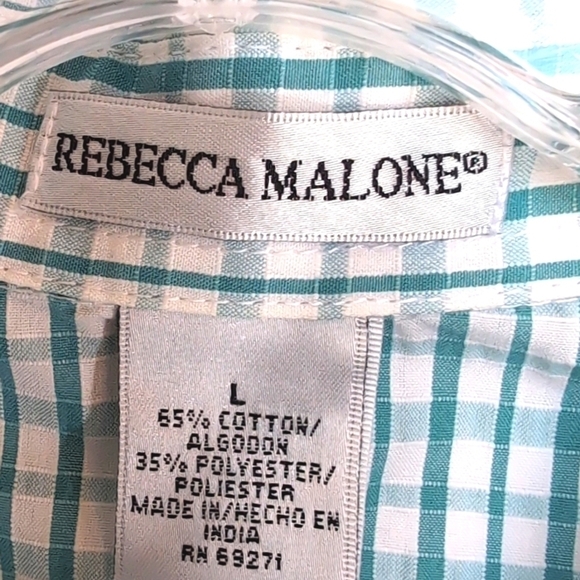 REBECCA MALONE®
L
65% COTTON/
ALGODON
35% POLYESTER/
POLIESTER
MADE IN/HECHO EN
INDIA
RN 69271